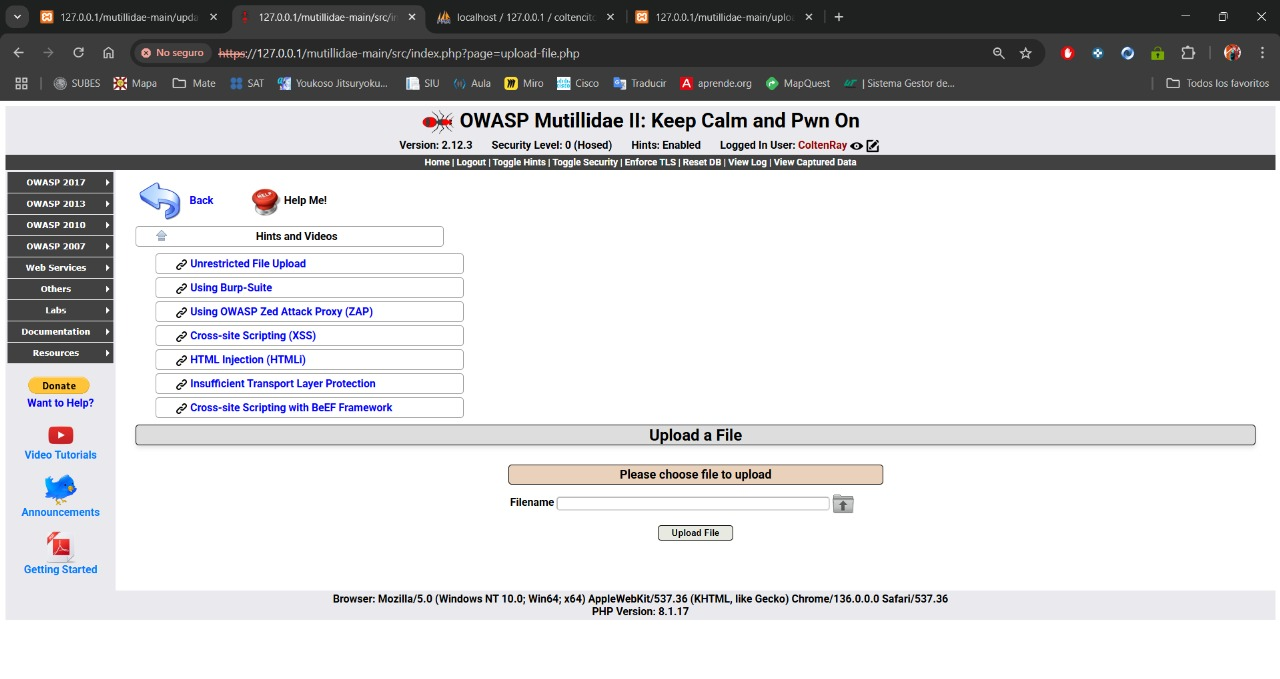 127.0.0.1/mutillidae-main/upda
127.0.0.1/mutillidae-main/src/in
localhost / 127.0.0.1 / coltencito
127.0.0.1/mutillidae-main/uplo
No seguro
https://127.0.0.1/mutillidae-main/src/index.php?page=upload-file.php
SUBES
Mapa
Mate
SAT
Youkoso Jitsuryoku...
SIU
Aula
Miro
Cisco
Traducir
aprende.org
MapQuest
| Sistema Gestor de...
Todos los favoritos
OWASP Mutillidae II: Keep Calm and Pwn On
Version: 2.12.3 Security Level: 0 (Hosed) Hints: Enabled Logged In User: ColtenRay
Home | Logout | Toggle Hints | Toggle Security | Enforce TLS | Reset DB | View Log | View Captured Data
OWASP 2017
OWASP 2013
OWASP 2010
OWASP 2007
Web Services
Others
Labs
Documentation
Resources
Donate
Want to Help?
Video Tutorials
Announcements
Getting Started
Back
HELP
Help Me!
Hints and Videos
Unrestricted File Upload
Using Burp-Suite
Using OWASP Zed Attack Proxy (ZAP)
Cross-site Scripting (XSS)
HTML Injection (HTMLi)
Insufficient Transport Layer Protection
Cross-site Scripting with BeEF Framework
Upload a File
Please choose file to upload
Filename
Upload File
Browser: Mozilla/5.0 (Windows NT 10.0; Win64; x64) AppleWebKit/537.36 (KHTML, like Gecko) Chrome/136.0.0.0 Safari/537.36
PHP Version: 8.1.17